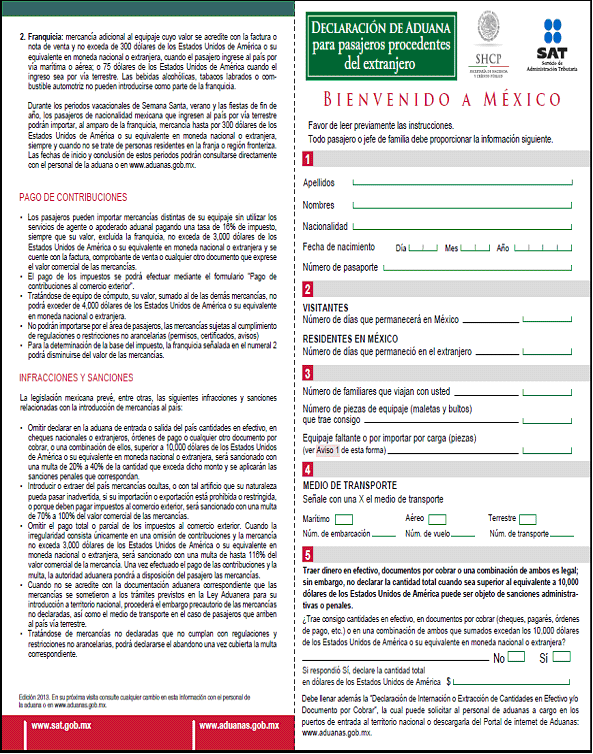 2. Franquicia: mercancía adicional al equipaje cuyo valor se acredite con la factura o
nota de venta y no exceda de 300 dólares de los Estados Unidos de América o su
equivalente en moneda nacional o extranjera, cuando el pasajero ingrese al país por
vía marítima o aérea; o 75 dólares de los Estados Unidos de América cuando el
ingreso sea por vía terrestre. Las bebidas alcohólicas, tabacos labrados o com-
bustible automotriz no pueden introducirse como parte de la franquicia.
Durante los periodos vacacionales de Semana Santa, verano y las fiestas de fin de
año, los pasajeros de nacionalidad mexicana que ingresen al país por vía terrestre
podrán importar, al amparo de la franquicia, mercancía hasta por 300 dólares de los
Estados Unidos de América o su equivalente en moneda nacional o extranjera,
siempre y cuando no se trate de personas residentes en la franja o región fronteriza.
Las fechas de inicio y conclusión de estos periodos podrán consultarse directamente
con el personal de la aduana o en www.aduanas.gob.mx.
PAGO DE CONTRIBUCIONES
• Los pasajeros pueden importar mercancías distintas de su equipaje sin utilizar los
servicios de agente o apoderado aduanal pagando una tasa de 16% de impuesto,
siempre que su valor, excluida la franquicia, no exceda de 3,000 dólares de los
Estados Unidos de América o su equivalente en moneda nacional o extranjera y se
cuente con la factura, comprobante de venta o cualquier otro documento que exprese
el valor comercial de las mercancías.
• El pago de los impuestos se podrá efectuar mediante el formulario "Pago de
contribuciones al comercio exterior".
• Tratándose de equipo de cómputo, su valor, sumado al de las demás mercancías, no
podrá exceder de 4,000 dólares de los Estados Unidos de América o su equivalente
en moneda nacional o extranjera.
• No podrán importarse por el área de pasajeros, las mercancías sujetas al cumplimiento
de regulaciones o restricciones no arancelarias (permisos, certificados, avisos)
• Para la determinación de la base del impuesto, la franquicia señalada en el numeral 2
podrá disminuirse del valor de las mercancías.
INFRACCIONES Y SANCIONES
La legislación mexicana prevé, entre otras, las siguientes infracciones y sanciones
relacionadas con la introducción de mercancías al país:
• Omitir declarar en la aduana de entrada o salida del país cantidades en efectivo, en
cheques nacionales o extranjeros, órdenes de pago o cualquier otro documento por
cobrar, o una combinación de ellos, superior a 10,000 dólares de los Estados Unidos
de América o su equivalente en moneda nacional o extranjera, será sancionado con
una multa de 20% a 40% de la cantidad que exceda dicho monto y se aplicarán las
sanciones penales que correspondan.
• Introducir o extraer del país mercancías ocultas, o con tal artificio que su naturaleza
pueda pasar inadvertida, si su importación o exportación está prohibida o restringida,
o porque deben pagar impuestos al comercio exterior, será sancionado con una multa
de 70% a 100% del valor comercial de las mercancías.
• Omitir el pago total o parcial de los impuestos al comercio exterior. Cuando la
irregularidad consista únicamente en una omisión de contribuciones y la mercancía
no exceda 3,000 dólares de los Estados Unidos de América o su equivalente en
moneda nacional o extranjera, será sancionado con una multa de hasta 116% del
valor comercial de la mercancía. Una vez efectuado el pago de las contribuciones y la
multa, la autoridad aduanera pondrá a disposición del pasajero las mercancías.
• Cuando no se acredite con la documentación aduanera correspondiente que las
mercancías se sometieron a los trámites previstos en la Ley Aduanera para su
introducción a territorio nacional, procederá el embargo precautorio de las mercancías
no declaradas, así como el medio de transporte en el caso de pasajeros que arriben
al país vía terrestre.
• Tratándose de mercancías no declaradas que no cumplan con regulaciones y
restricciones no arancelarias, podrá declararse el abandono una vez cubierta la multa
correspondiente.
Edición 2013. En su próxima visita consulte cualquier cambio en esta información con el personal de
la aduana o en www.aduanas.gob.mx.
www.sat.gob.mx
www.aduanas.gob.mx
DECLARACIÓN DE ADUANA
para pasajeros procedentes
del extranjero
SHCP
SECRETARÍA DE HACIENDA
Y CRÉDITO PÚBLICO
SAT
Servicio de
Administración Tributaria
BIENVENIDO A MÉXICO
Favor de leer previamente las instrucciones.
Todo pasajero o jefe de familia debe proporcionar la información siguiente.
1
Apellidos
Nombres
Nacionalidad
Fecha de nacimiento Día Mes Año
Número de pasaporte
2
VISITANTES
Número de días que permanecerá en México
RESIDENTES EN MÉXICO
Número de días que permaneció en el extranjero
3
Número de familiares que viajan con usted
Número de piezas de equipaje (maletas y bultos)
que trae consigo
Equipaje faltante o por importar por carga (piezas)
(ver Aviso 1 de esta forma)
4
MEDIO DE TRANSPORTE
Señale con una X el medio de transporte
Marítimo Aéreo Terrestre
Núm. de embarcación Núm. de vuelo Núm. de transporte
5
Traer dinero en efectivo, documentos por cobrar o una combinación de ambos es legal;
sin embargo, no declarar la cantidad total cuando sea superior al equivalente a 10,000
dólares de los Estados Unidos de América puede ser objeto de sanciones administra-
tivas o penales.
¿Trae consigo cantidades en efectivo, en documentos por cobrar (cheques, pagarés, órdenes
de pago, etc.) o en una combinación de ambos que sumados excedan los 10,000 dólares
de los Estados Unidos de América o su equivalente en moneda nacional o extranjera?
No Sí
Si respondió SÍ, declare la cantidad total
en dólares de los Estados Unidos de América $
Debe llenar además la "Declaración de Internación o Extracción de Cantidades en Efectivo y/o
Documento por Cobrar", la cual puede solicitar al personal de aduanas a cargo en los
puertos de entrada al territorio nacional o descargarla del Portal de internet de Aduanas:
www.aduanas.gob.mx.